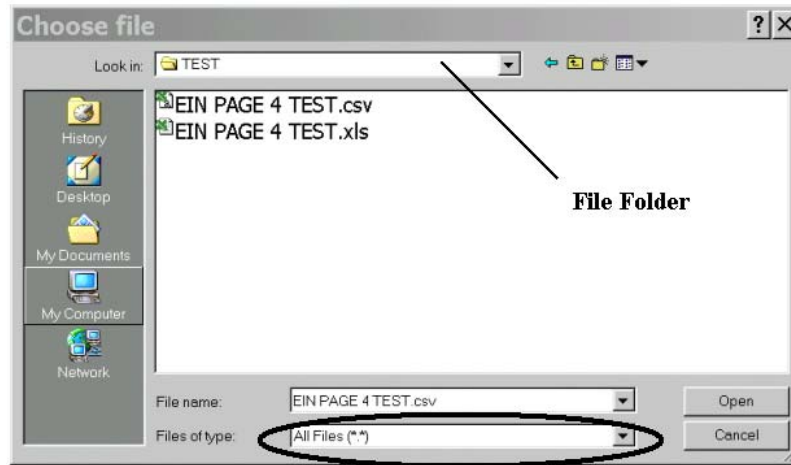 Choose file
Look in: TEST
EIN PAGE 4 TEST.csv
EIN PAGE 4 TEST.xls
History
Desktop
My Documents
My Computer
Network
File Folder
File name: EIN PAGE 4 TEST.csv Open
Files of type: All Files (*.*) Cancel